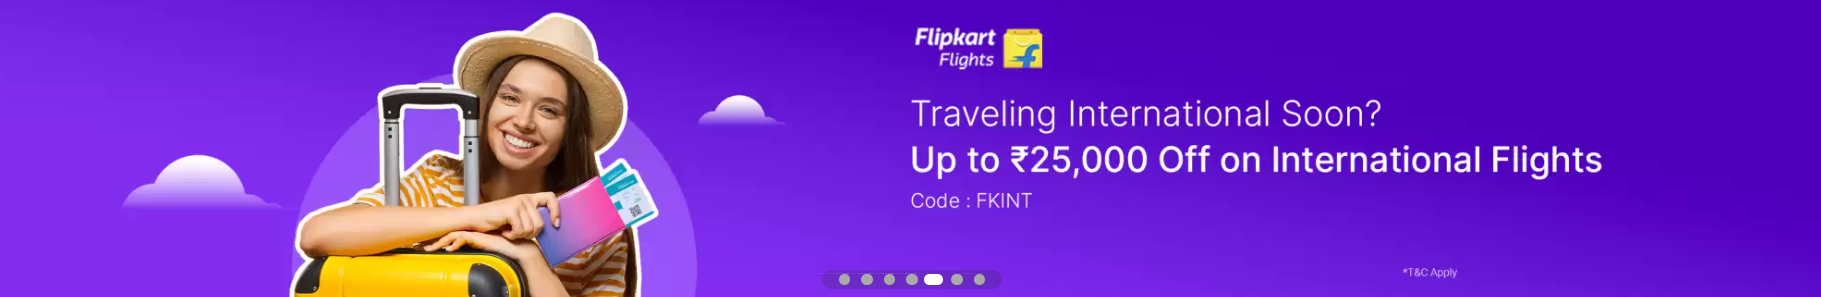 Flipkart
Flights
Traveling International Soon?
Up to ₹25,000 Off on International Flights
Code : FKINT
*T&C Apply